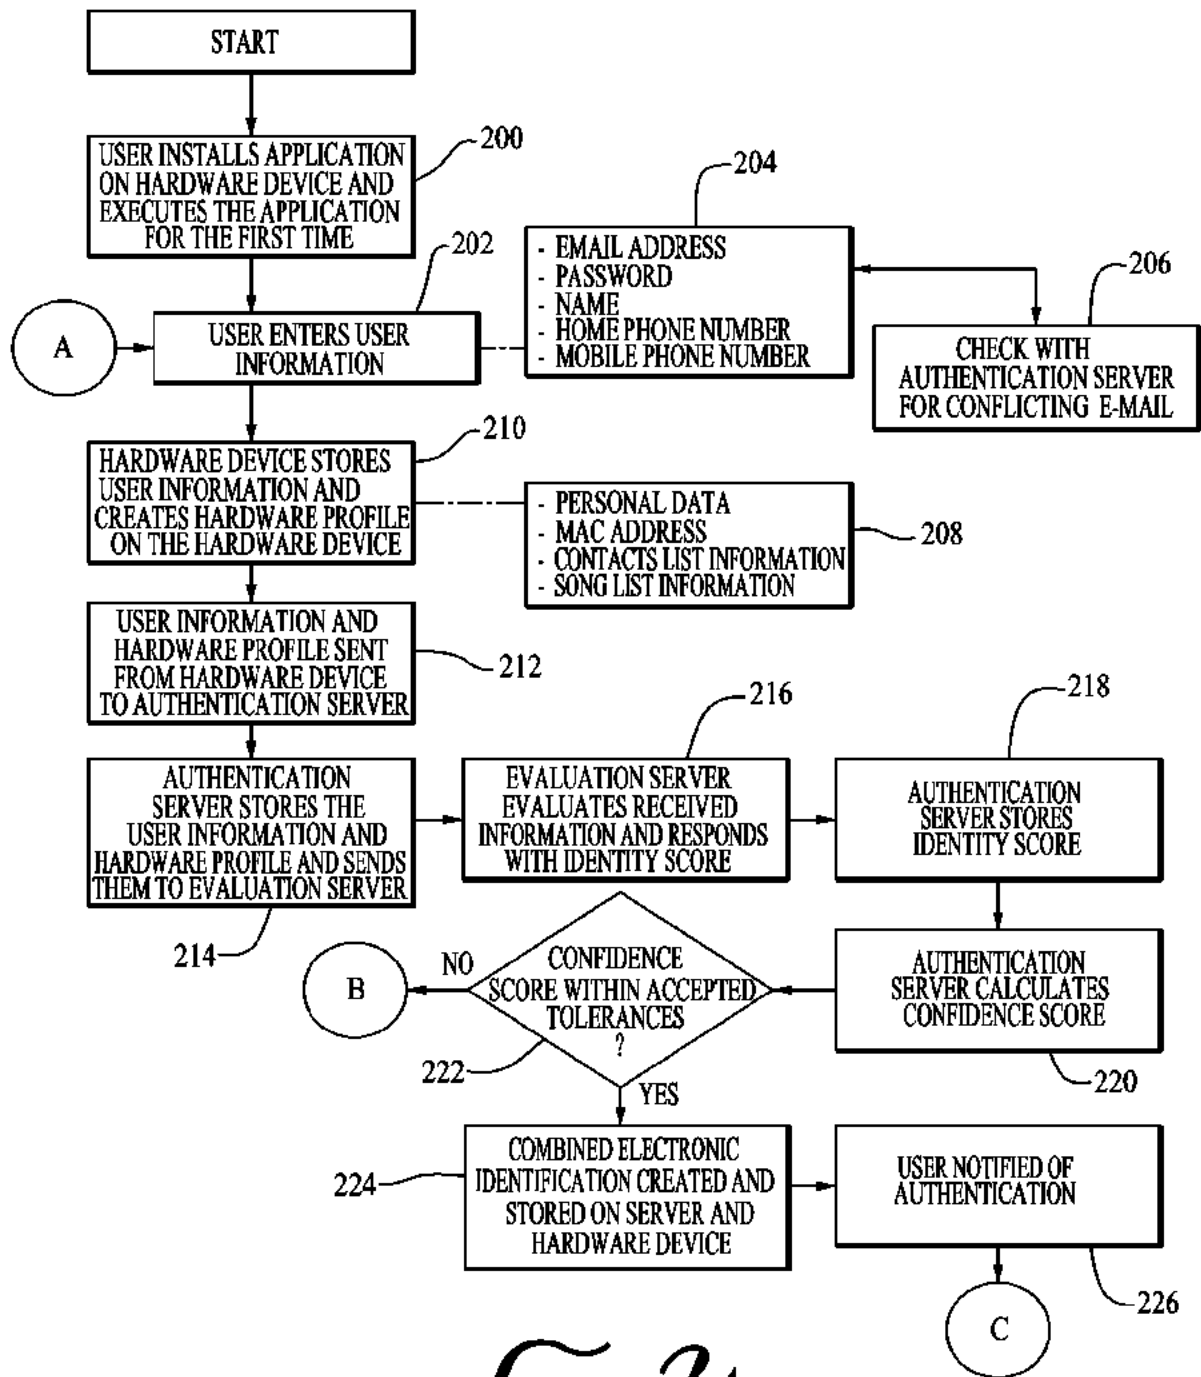 START
200
USER INSTALLS APPLICATION
ON HARDWARE DEVICE AND
EXECUTES THE APPLICATION
FOR THE FIRST TIME
202
204
- EMAIL ADDRESS
- PASSWORD
- NAME
- HOME PHONE NUMBER
- MOBILE PHONE NUMBER
206
CHECK WITH
AUTHENTICATION SERVER
FOR CONFLICTING E-MAIL
A
USER ENTERS USER
INFORMATION
210
HARDWARE DEVICE STORES
USER INFORMATION AND
CREATES HARDWARE PROFILE
ON THE HARDWARE DEVICE
- PERSONAL DATA
- MAC ADDRESS
- CONTACTS LIST INFORMATION
- SONG LIST INFORMATION
208
USER INFORMATION AND
HARDWARE PROFILE SENT
FROM HARDWARE DEVICE
TO AUTHENTICATION SERVER
212
216
218
AUTHENTICATION
SERVER STORES THE
USER INFORMATION AND
HARDWARE PROFILE AND SENDS
THEM TO EVALUATION SERVER
214
EVALUATION SERVER
EVALUATES RECEIVED
INFORMATION AND RESPONDS
WITH IDENTITY SCORE
AUTHENTICATION
SERVER STORES
IDENTITY SCORE
B
NO
CONFIDENCE
SCORE WITHIN ACCEPTED
TOLERANCES
?
222
YES
AUTHENTICATION
SERVER CALCULATES
CONFIDENCE SCORE
220
224
COMBINED ELECTRONIC
IDENTIFICATION CREATED AND
STORED ON SERVER AND
HARDWARE DEVICE
USER NOTIFIED OF
AUTHENTICATION
226
C